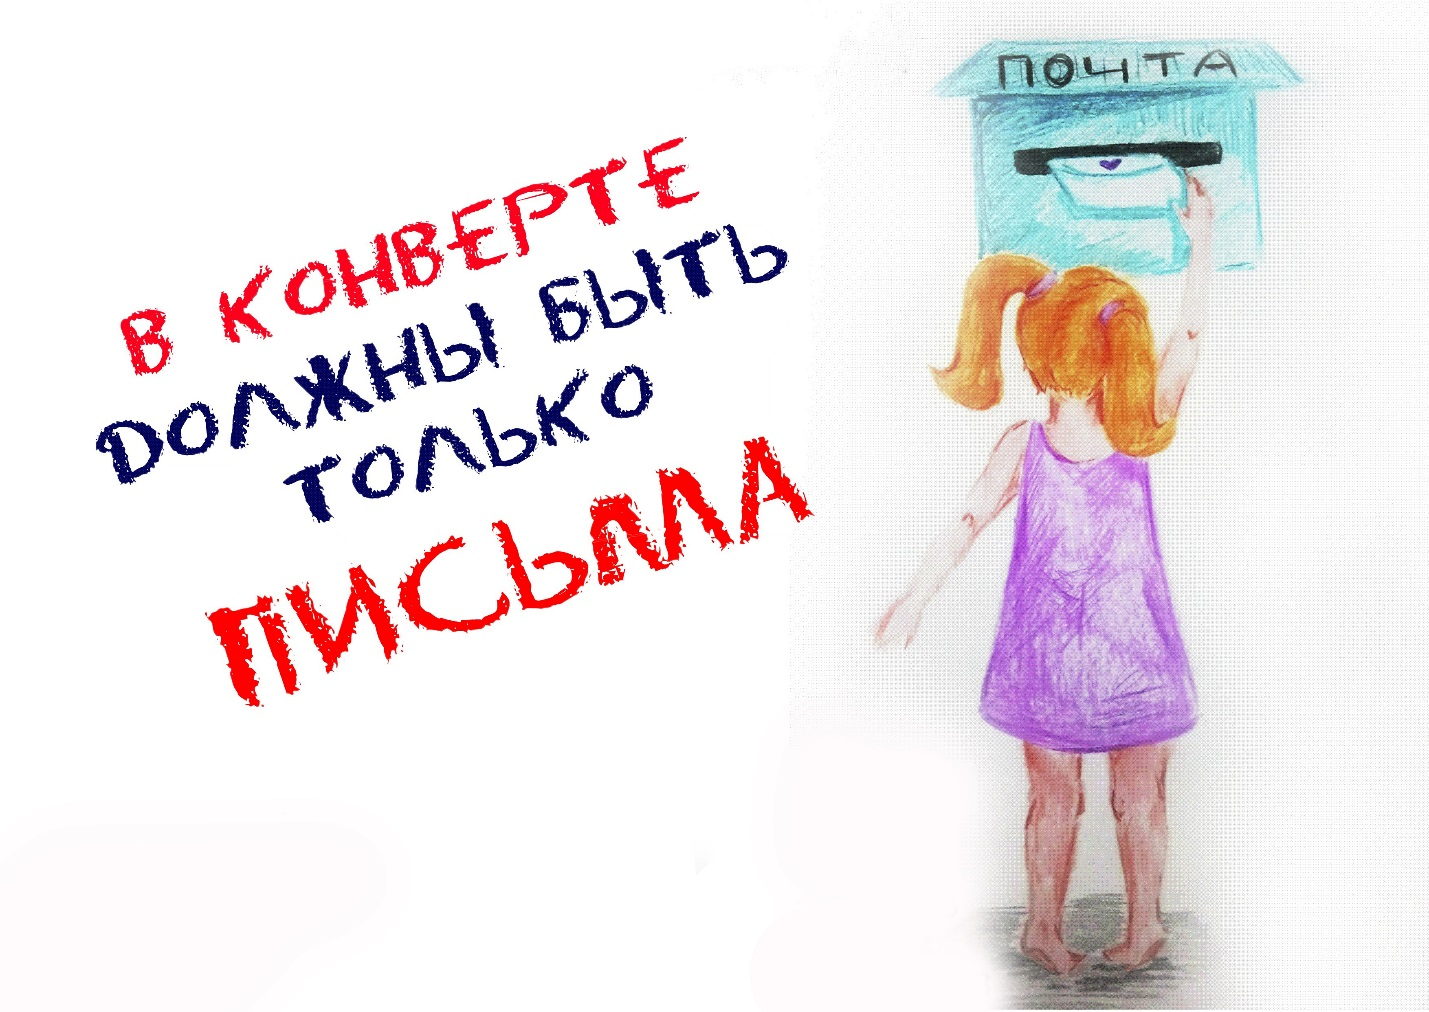 В КОНВЕРТЕ
ДОЛЖНЫ БЫТЬ
ТОЛЬКО
ПИСЬМА
ПОЧТА